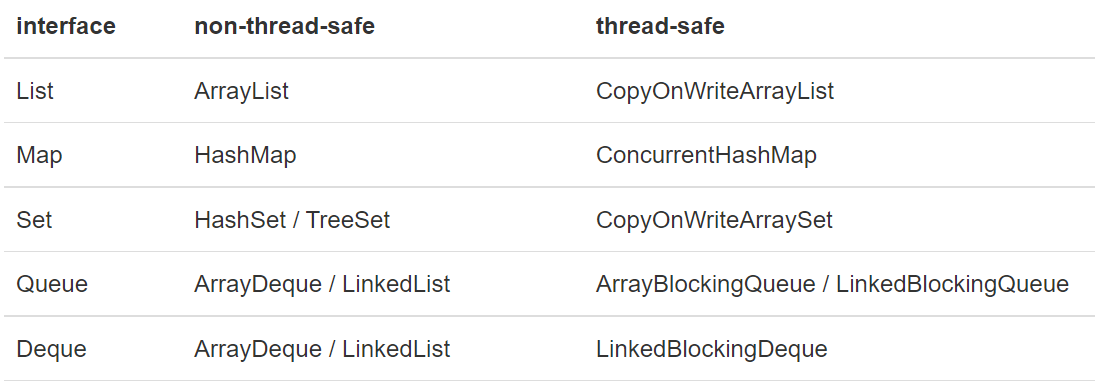 interface non-thread-safe thread-safe
List ArrayList CopyOnWriteArrayList
Map HashMap ConcurrentHashMap
Set HashSet / TreeSet CopyOnWriteArraySet
Queue ArrayDeque / LinkedList ArrayBlockingQueue / LinkedBlockingQueue
Deque ArrayDeque / LinkedList LinkedBlockingDeque